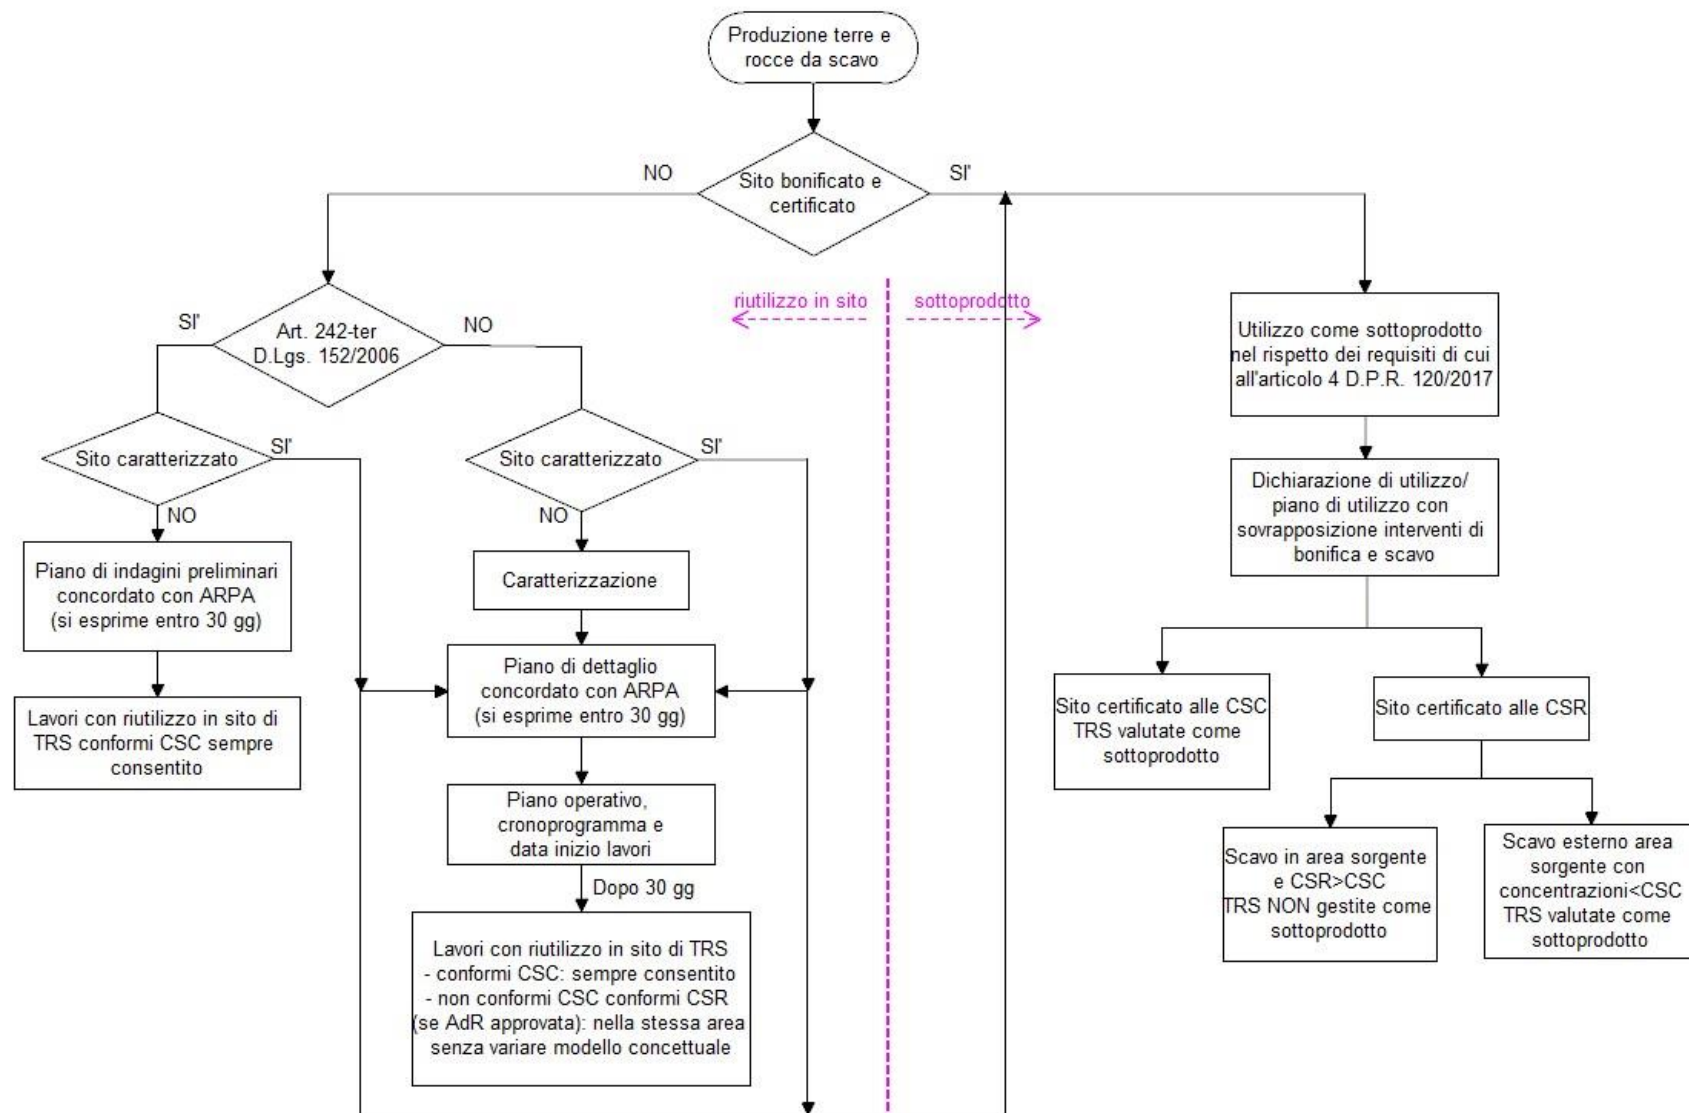 Produzione terre e
rocce da scavo
NO
SI'
Sito bonificato e
certificato
riutilizzo in sito
sottoprodotto
SI'
NO
Art. 242-ter
D.Lgs. 152/2006
Utilizzo come sottoprodotto
nel rispetto dei requisiti di cui
all'articolo 4 D.P.R. 120/2017
Sito caratterizzato
SI'
NO
Sito caratterizzato
SI'
NO
Dichiarazione di utilizzo/
piano di utilizzo con
sovrapposizione interventi di
bonifica e scavo
Piano di indagini preliminari
concordato con ARPA
(si esprime entro 30 gg)
Caratterizzazione
Piano di dettaglio
concordato con ARPA
(si esprime entro 30 gg)
Lavori con riutilizzo in sito di
TRS conformi CSC sempre
consentito
Sito certificato alle CSC
TRS valutate come
sottoprodotto
Sito certificato alle CSR
Piano operativo,
cronoprogramma e
data inizio lavori
Dopo 30 gg
Scavo in area sorgente
e CSR>CSC
TRS NON gestite come
sottoprodotto
Scavo esterno area
sorgente con
concentrazioni<CSC
TRS valutate come
sottoprodotto
Lavori con riutilizzo in sito di TRS
- conformi CSC: sempre consentito
- non conformi CSC conformi CSR
(se AdR approvata): nella stessa area
senza variare modello concettuale